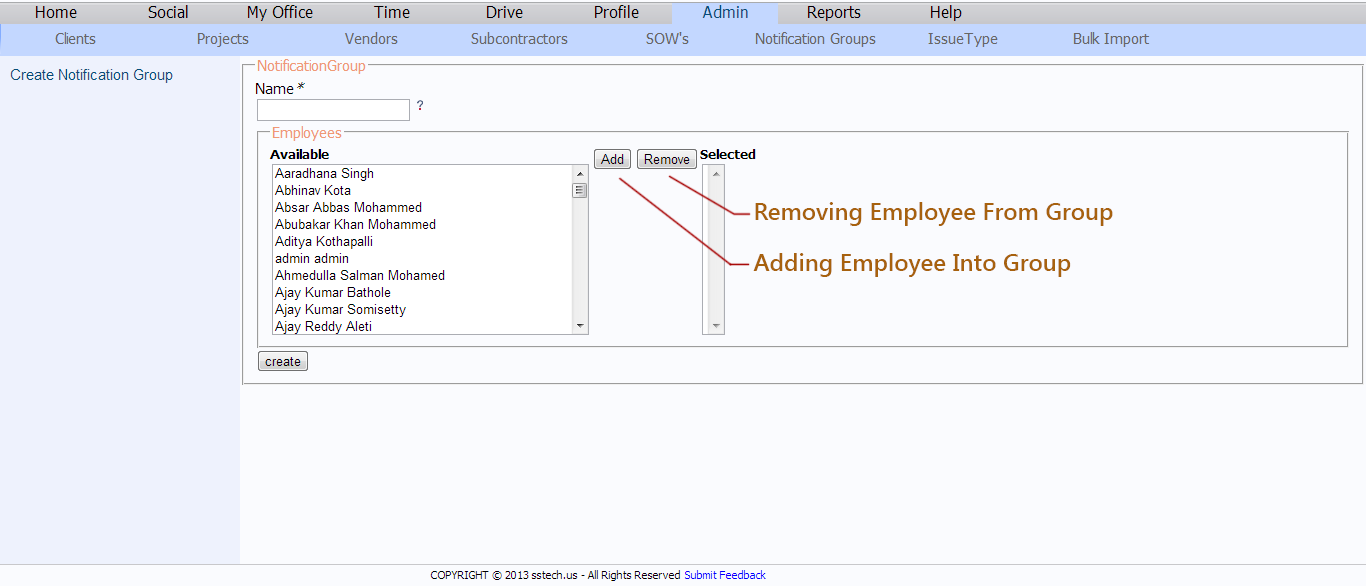 Home Social My Office Time Drive Profile Admin Reports Help
Clients Projects Vendors Subcontractors SOW's Notification Groups IssueType Bulk Import
Create Notification Group
NotificationGroup
Name *
?
Employees
Available
Add Remove
Selected
Aaradhana Singh
Abhinav Kota
Absar Abbas Mohammed
Abubakar Khan Mohammed
Aditya Kothapalli
admin admin
Ahmedulla Salman Mohamed
Ajay Kumar Bathole
Ajay Kumar Somisetty
Ajay Reddy Aleti
Removing Employee From Group
Adding Employee Into Group
create
COPYRIGHT © 2013 sstech.us - All Rights Reserved Submit Feedback